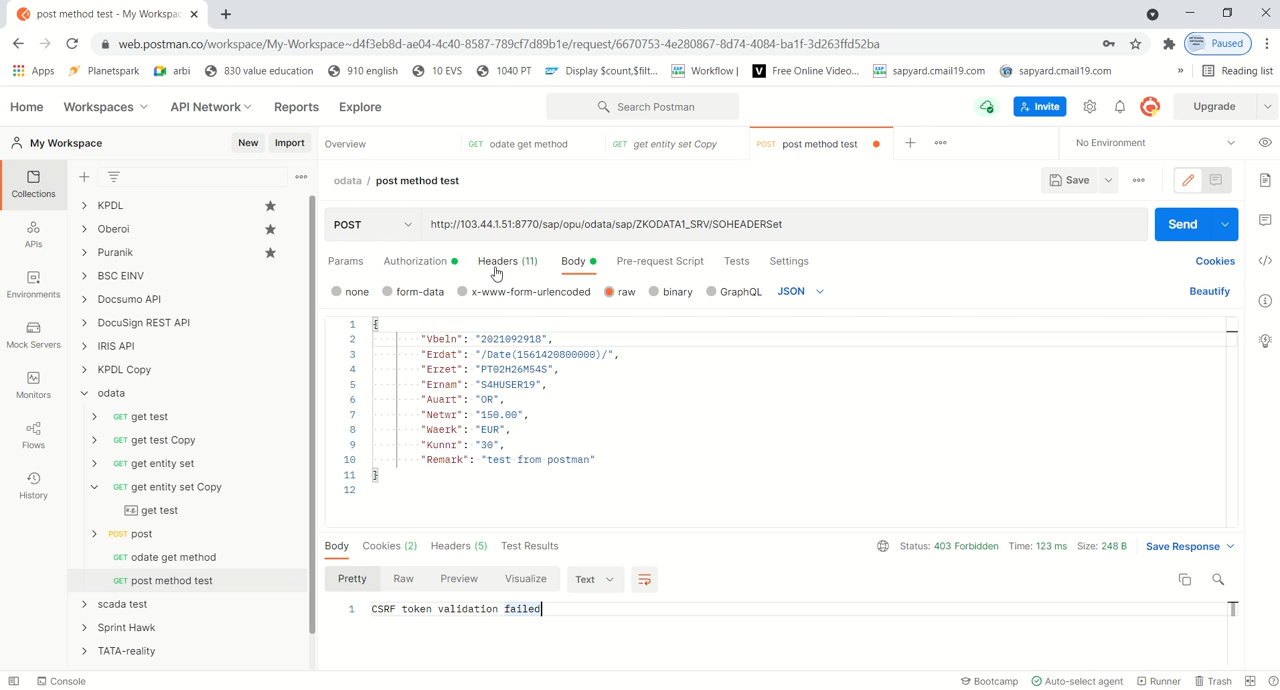 post method test - My Workspac
web.postman.co/workspace/My-Workspace~d4f3eb8d-ae04-4c40-8587-787cf7d89b1e/request/6670753-4e280867-8d74-4084-ba1f-3d263ffd52ba
Paused
Apps Planetspark arbi 830 value education 910 english 10 EVS 1040 PT Display $count,$filt... Workflow | Free Online Video... sapyard.cmail19.com sapyard.cmail19.com » Reading list
Home Workspaces API Network Reports Explore Search Postman Invite Upgrade
My Workspace New Import Overview GET odate get method GET get entity set Copy POST post method test No Environment
Collections
APIs
Environments
Mock Servers
Monitors
Flows
History
KPDL
Oberoi
Puranik
BSC EINV
Docsumo API
DocuSign REST API
IRIS API
KPDL Copy
odata
GET get test
GET get test Copy
GET get entity set
GET get entity set Copy
e.g. get test
POST post
GET odate get method
GET post method test
scada test
Sprint Hawk
TATA-reality
odata / post method test Save
POST http://103.44.1.51:8770/sap/opu/odata/sap/ZKODATA1_SRV/SOHEADERSet Send
Params Authorization Headers (11) Body Pre-request Script Tests Settings Cookies
none form-data x-www-form-urlencoded raw binary GraphQL JSON Beautify
1 {
2 "Vbeln": "2021092918",
3 "Erdat": "/Date(1561420800000)/",
4 "Erzet": "PT02H26M54S",
5 "Ernam": "S4HUSER19",
6 "Auart": "OR",
7 "Netwr": "150.00",
8 "Waerk": "EUR",
9 "Kunnr": "30",
10 "Remark": "test from postman"
11 }
12
Body Cookies (2) Headers (5) Test Results Status: 403 Forbidden Time: 123 ms Size: 248 B Save Response
Pretty Raw Preview Visualize Text
1 CSRF token validation failed
Console Bootcamp Auto-select agent Runner Trash